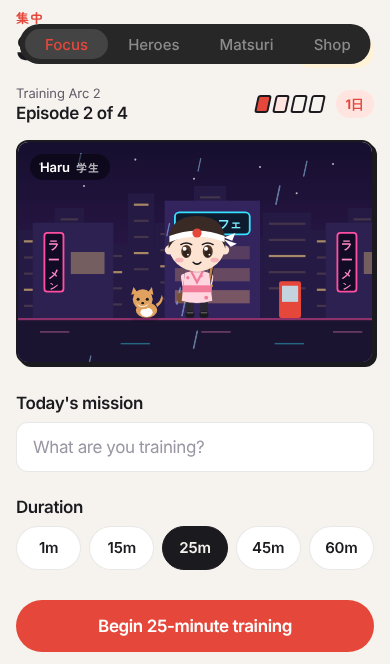 集中
Focus
Heroes
Matsuri
Shop
Training Arc 2
Episode 2 of 4
1日
Haru 学生
フェ
ラーメン
ラーメン
Today's mission
What are you training?
Duration
1m
15m
25m
45m
60m
Begin 25-minute training